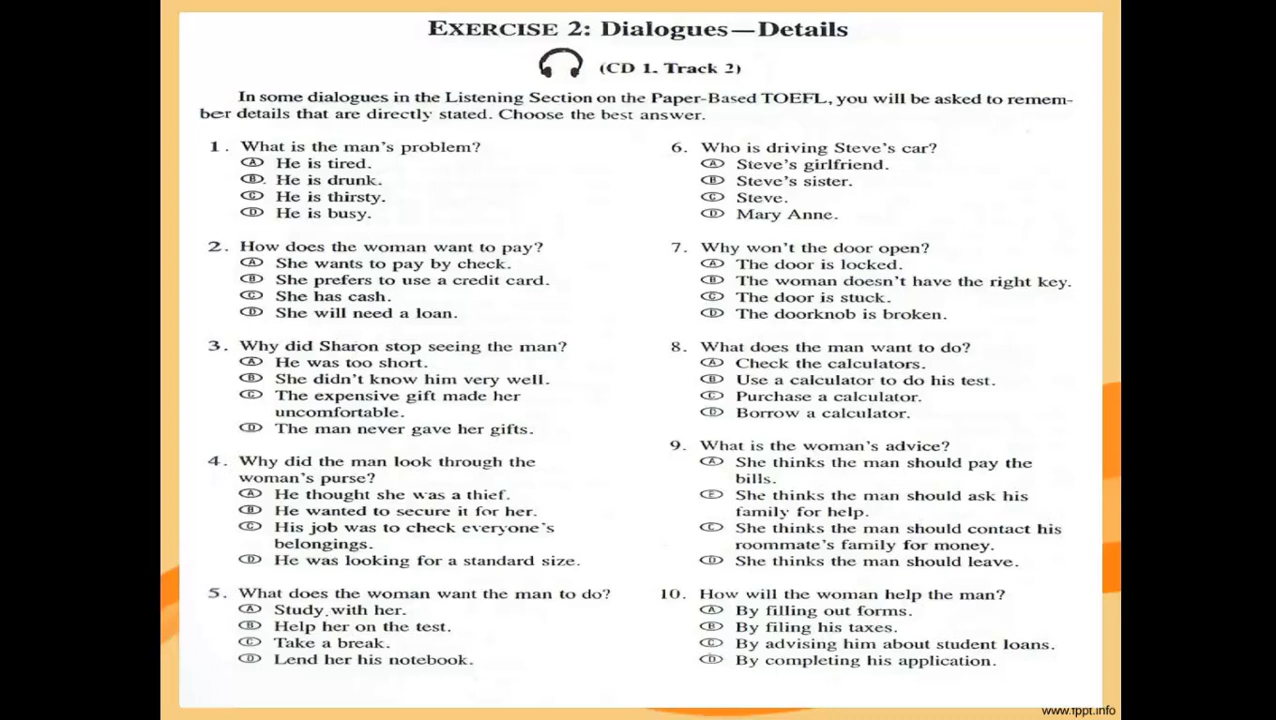 EXERCISE 2: Dialogues—Details
(CD 1. Track 2)
In some dialogues in the Listening Section on the Paper-Based TOEFL, you will be asked to remem-
ber details that are directly stated. Choose the best answer.
1. What is the man's problem?
A He is tired.
B He is drunk.
C He is thirsty.
D He is busy.
2. How does the woman want to pay?
A She wants to pay by check.
B She prefers to use a credit card.
C She has cash.
D She will need a loan.
3. Why did Sharon stop seeing the man?
A He was too short.
B She didn't know him very well.
C The expensive gift made her
uncomfortable.
D The man never gave her gifts.
4. Why did the man look through the
woman's purse?
A He thought she was a thief.
B He wanted to secure it for her.
C His job was to check everyone's
belongings.
D He was looking for a standard size.
5. What does the woman want the man to do?
A Study with her.
B Help her on the test.
C Take a break.
D Lend her his notebook.
6. Who is driving Steve's car?
A Steve's girlfriend.
B Steve's sister.
C Steve.
D Mary Anne.
7. Why won't the door open?
A The door is locked.
B The woman doesn't have the right key.
C The door is stuck.
D The doorknob is broken.
8. What does the man want to do?
A Check the calculators.
B Use a calculator to do his test.
C Purchase a calculator.
D Borrow a calculator.
9. What is the woman's advice?
A She thinks the man should pay the
bills.
B She thinks the man should ask his
family for help.
C She thinks the man should contact his
roommate's family for money.
D She thinks the man should leave.
10. How will the woman help the man?
A By filling out forms.
B By filing his taxes.
C By advising him about student loans.
D By completing his application.
www.fppt.info